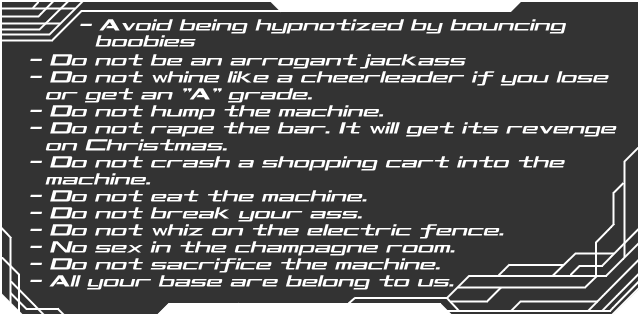 - Avoid being hypnotized by bouncing
boobies
- Do not be an arrogant jackass
- Do not whine like a cheerleader if you lose
or get an "A" grade.
- Do not hump the machine.
- Do not rape the bar. It will get its revenge
on Christmas.
- Do not crash a shopping cart into the
machine.
- Do not eat the machine.
- Do not break your ass.
- Do not whiz on the electric fence.
- No sex in the champagne room.
- Do not sacrifice the machine.
- All your base are belong to us.